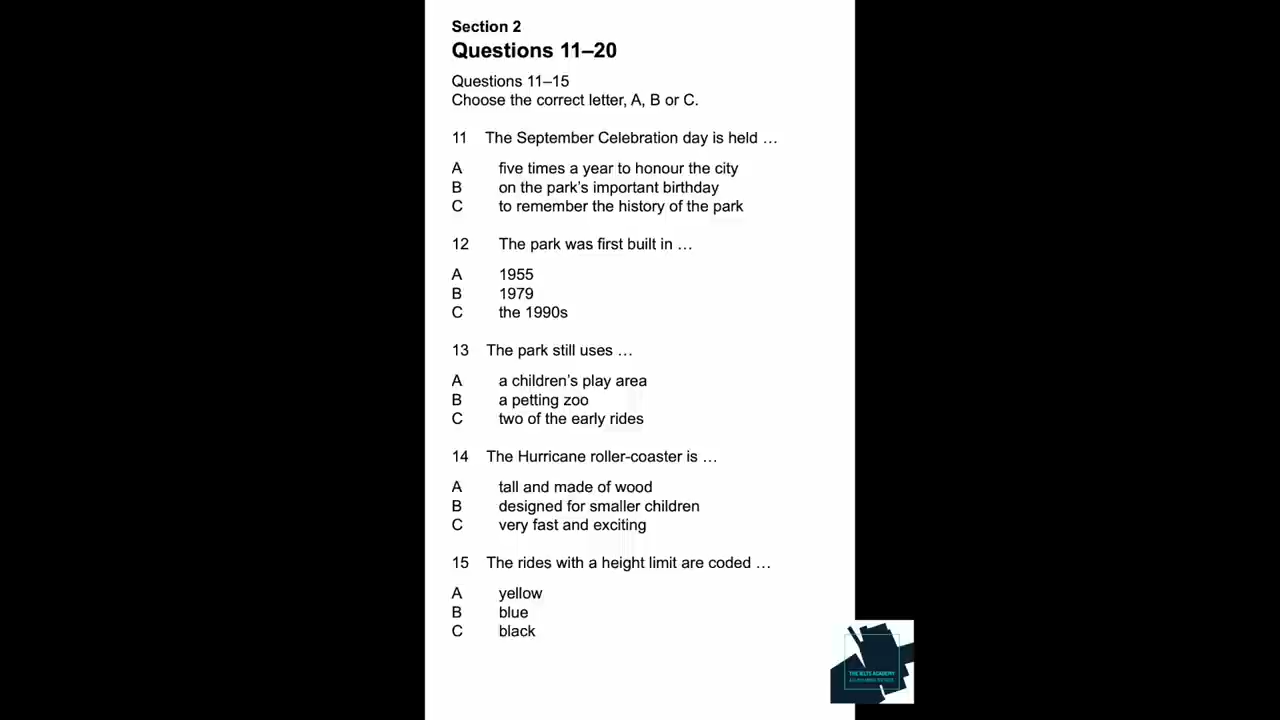 Section 2
Questions 11–20
Questions 11–15
Choose the correct letter, A, B or C.
11 The September Celebration day is held …
A five times a year to honour the city
B on the park's important birthday
C to remember the history of the park
12 The park was first built in …
A 1955
B 1979
C the 1990s
13 The park still uses …
A a children's play area
B a petting zoo
C two of the early rides
14 The Hurricane roller-coaster is …
A tall and made of wood
B designed for smaller children
C very fast and exciting
15 The rides with a height limit are coded …
A yellow
B blue
C black
THE IELTS ACADEMY